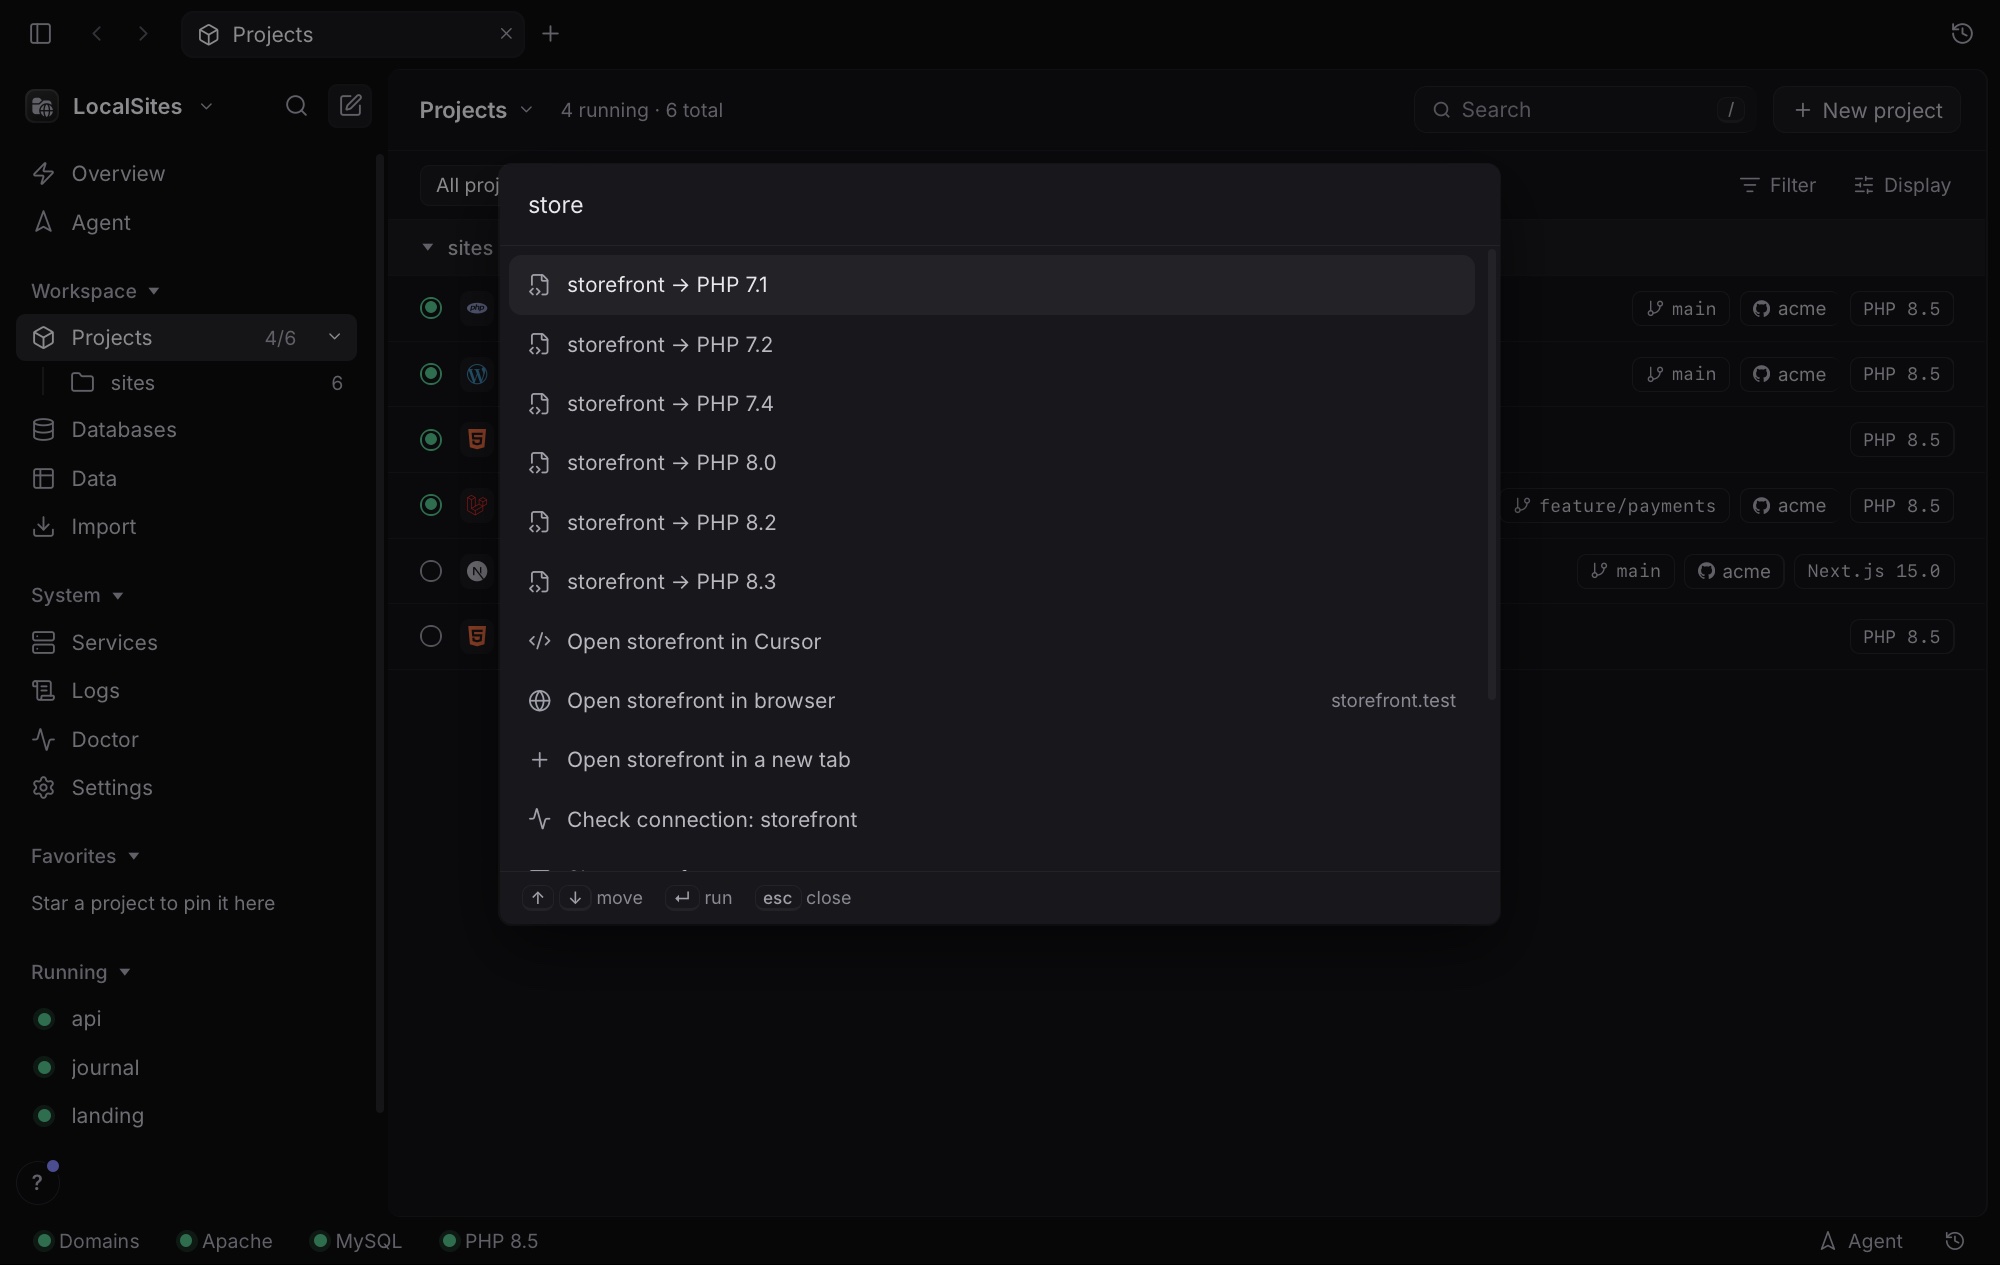 Projects
LocalSites
Overview
Agent
Workspace
Projects 4/6
sites 6
Databases
Data
Import
System
Services
Logs
Doctor
Settings
Favorites
Star a project to pin it here
Running
api
journal
landing
?
Projects 4 running · 6 total
Search /
New project
All proj
Filter
Display
sites
php
main acme PHP 8.5
main acme PHP 8.5
PHP 8.5
feature/payments acme PHP 8.5
main acme Next.js 15.0
PHP 8.5
store
storefront → PHP 7.1
storefront → PHP 7.2
storefront → PHP 7.4
storefront → PHP 8.0
storefront → PHP 8.2
storefront → PHP 8.3
Open storefront in Cursor
Open storefront in browser storefront.test
Open storefront in a new tab
Check connection: storefront
↑ ↓ move ↵ run esc close
Domains Apache MySQL PHP 8.5
Agent